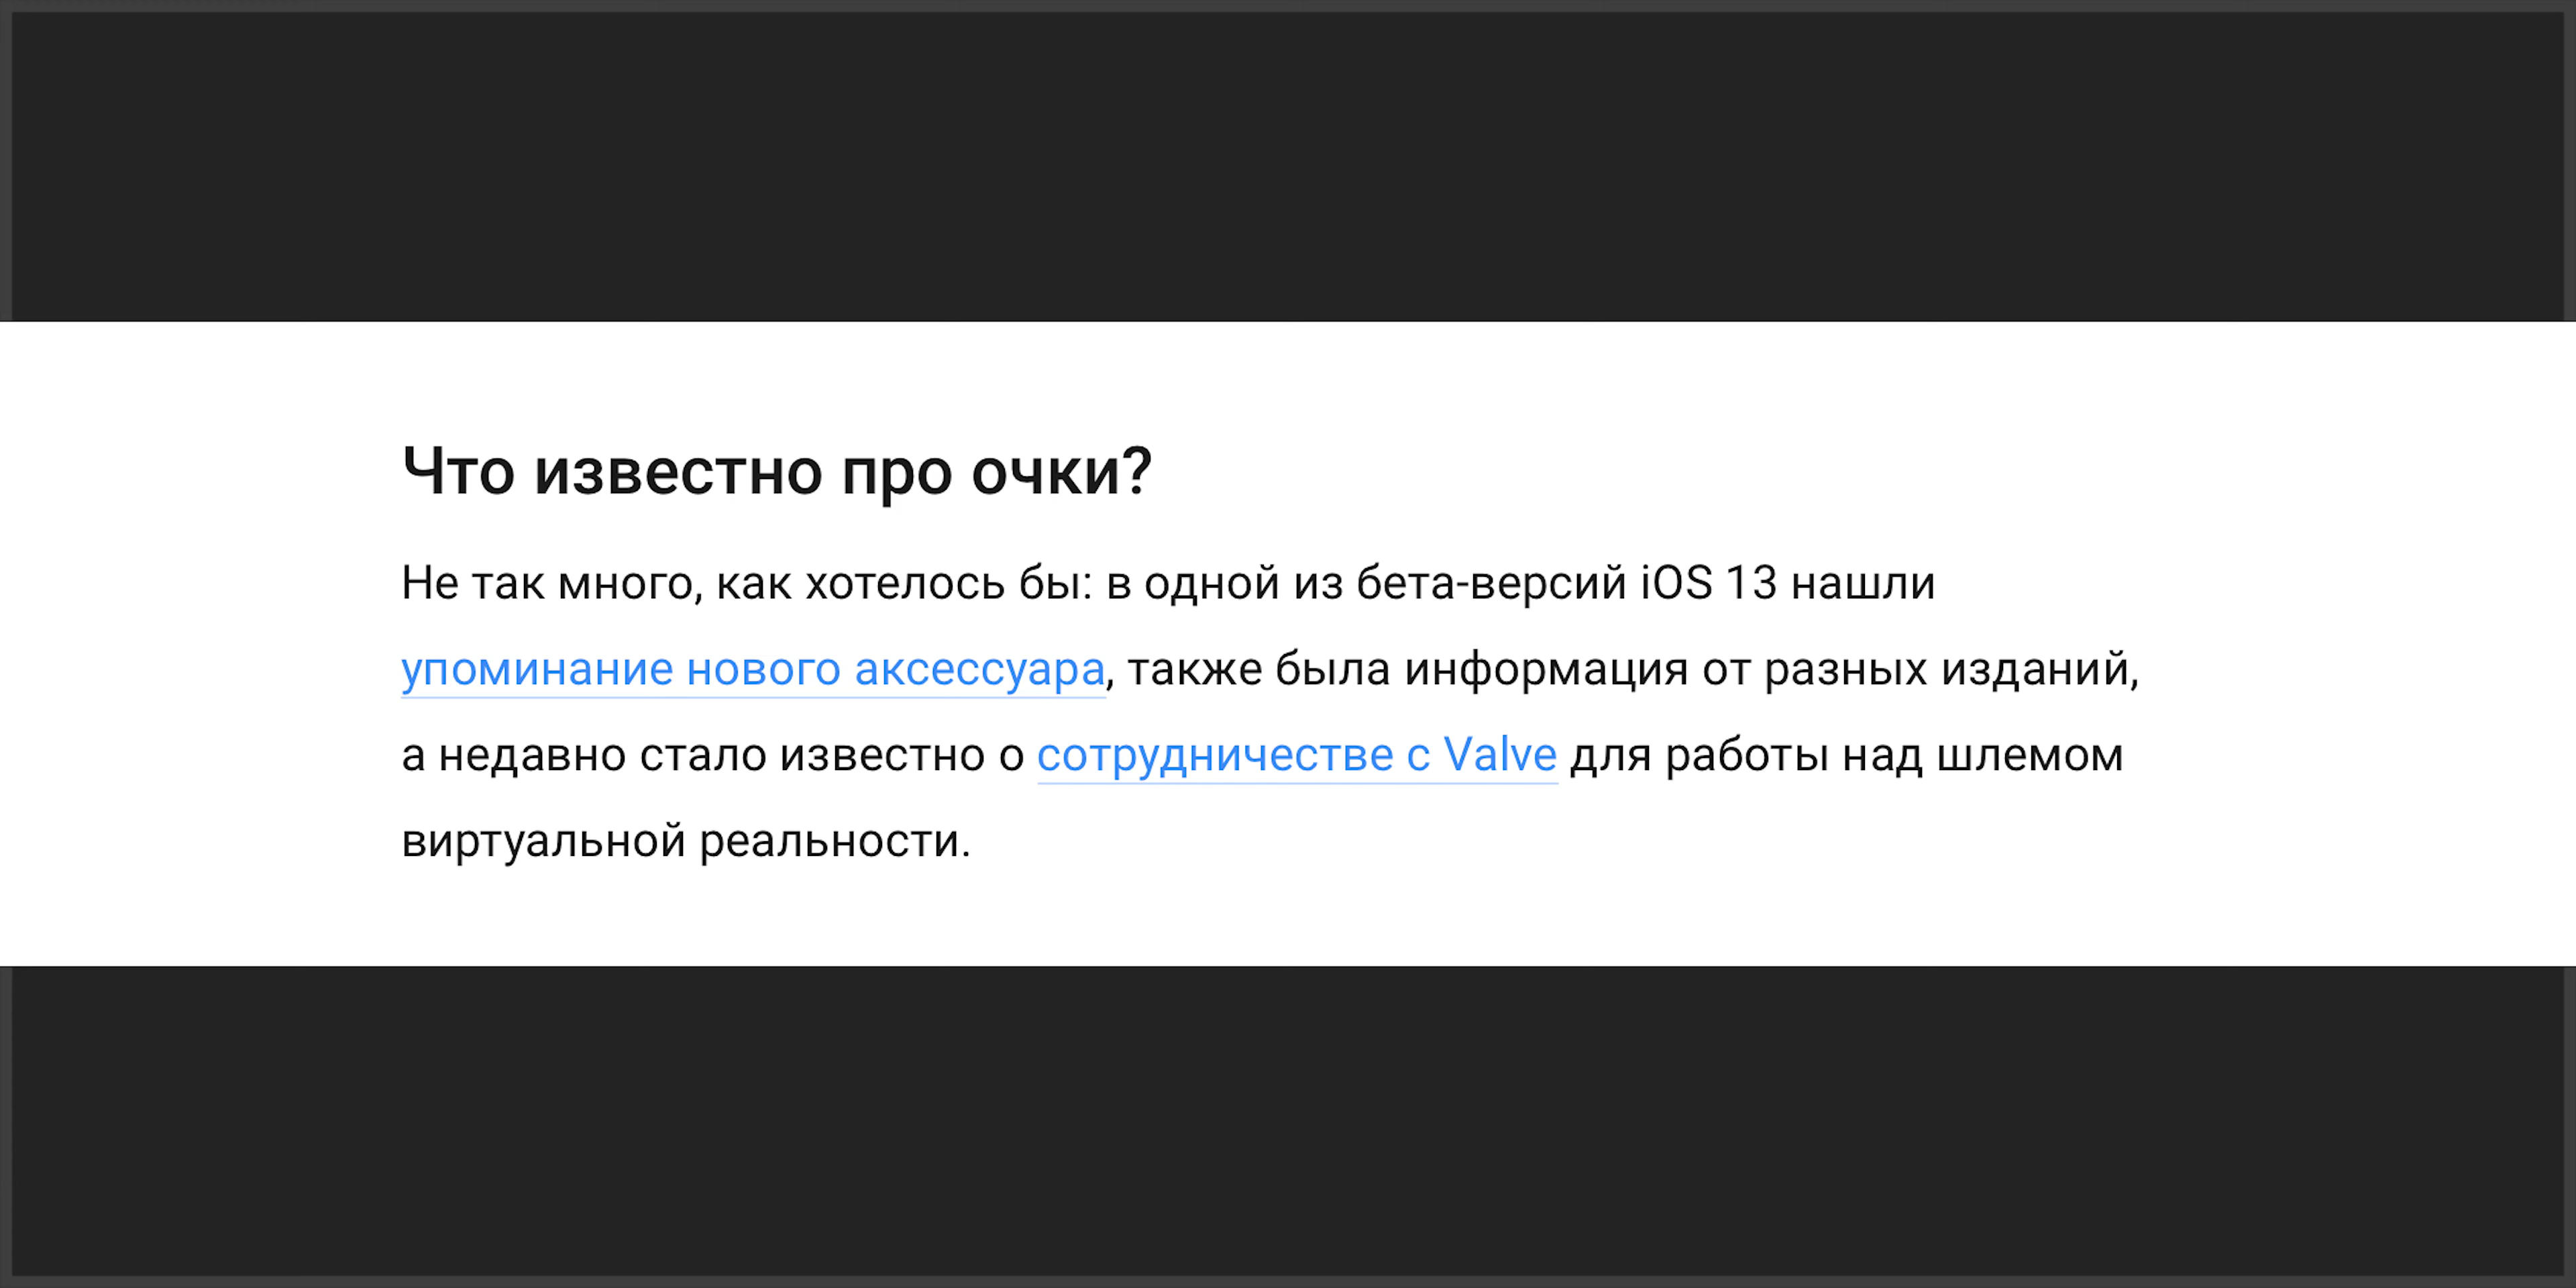 Что известно про очки?
Не так много, как хотелось бы: в одной из бета-версий iOS 13 нашли
упоминание нового аксессуара, также была информация от разных изданий,
а недавно стало известно о сотрудничестве с Valve для работы над шлемом
виртуальной реальности.